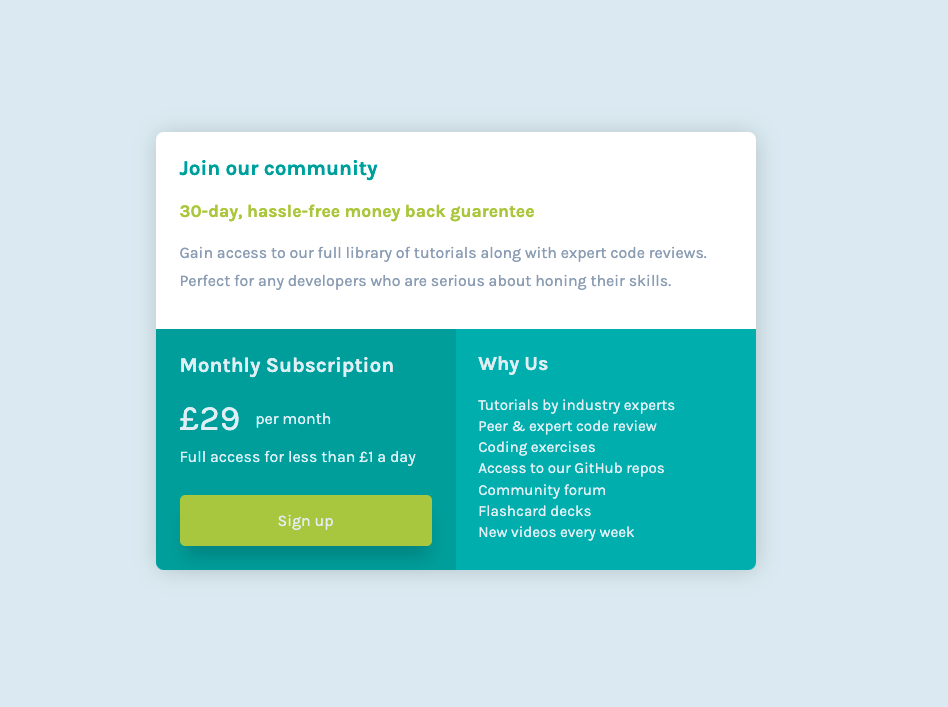 Join our community
30-day, hassle-free money back guarentee
Gain access to our full library of tutorials along with expert code reviews.
Perfect for any developers who are serious about honing their skills.
Monthly Subscription
£29 per month
Full access for less than £1 a day
Sign up
Why Us
Tutorials by industry experts
Peer & expert code review
Coding exercises
Access to our GitHub repos
Community forum
Flashcard decks
New videos every week